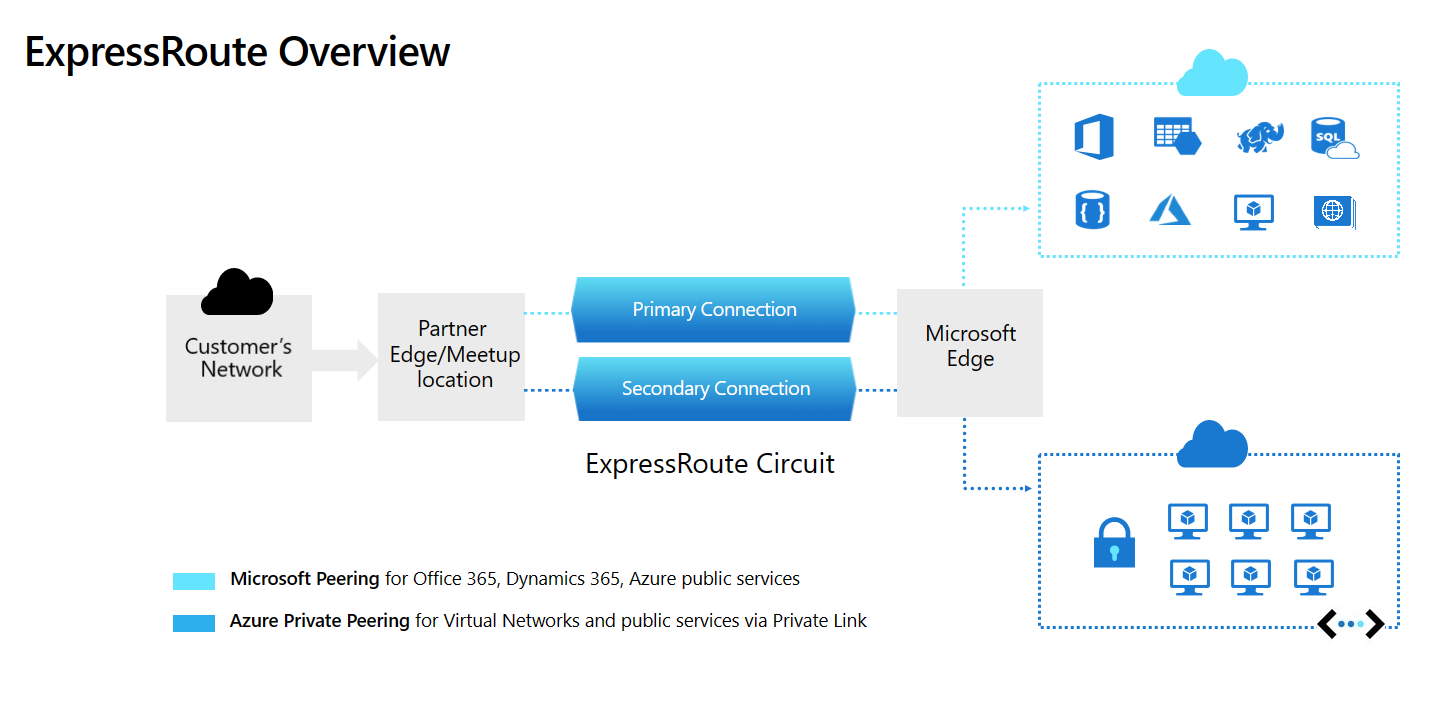 ExpressRoute Overview
SQL
Customer's
Network
Partner
Edge/Meetup
location
Primary Connection
Secondary Connection
Microsoft
Edge
ExpressRoute Circuit
Microsoft Peering for Office 365, Dynamics 365, Azure public services
Azure Private Peering for Virtual Networks and public services via Private Link